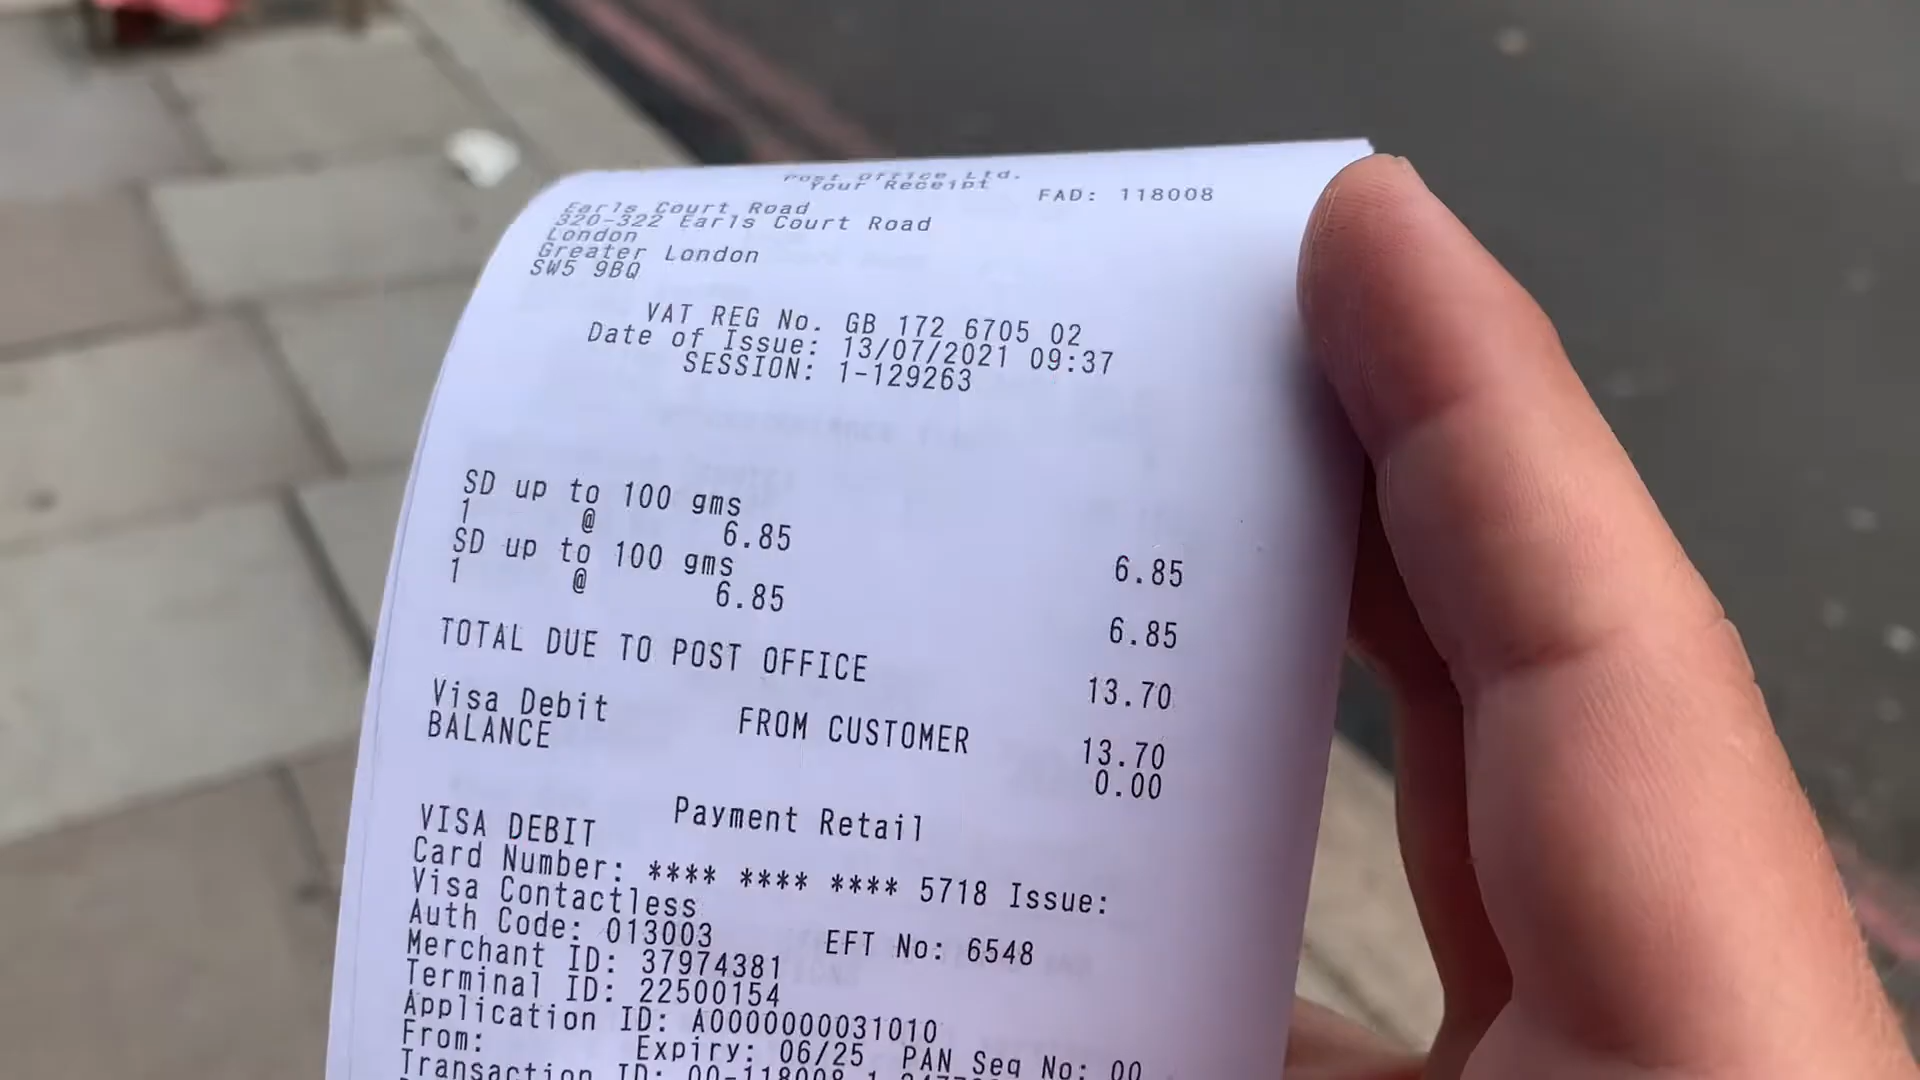 Post Office Ltd.
Your Receipt
FAD: 118008
Earls Court Road
320-322 Earls Court Road
London
Greater London
SW5 9BQ
VAT REG No. GB 172 6705 02
Date of Issue: 13/07/2021 09:37
SESSION: 1-129263
SD up to 100 gms
1 @ 6.85 6.85
SD up to 100 gms
1 @ 6.85 6.85
TOTAL DUE TO POST OFFICE 13.70
Visa Debit FROM CUSTOMER 13.70
BALANCE 0.00
Payment Retail
VISA DEBIT
Card Number: **** **** **** 5718 Issue:
Visa Contactless
Auth Code: 013003 EFT No: 6548
Merchant ID: 37974381
Terminal ID: 22500154
Application ID: A0000000031010
From: Expiry: 06/25 PAN Seq No: 00
Transaction ID: 00-118008